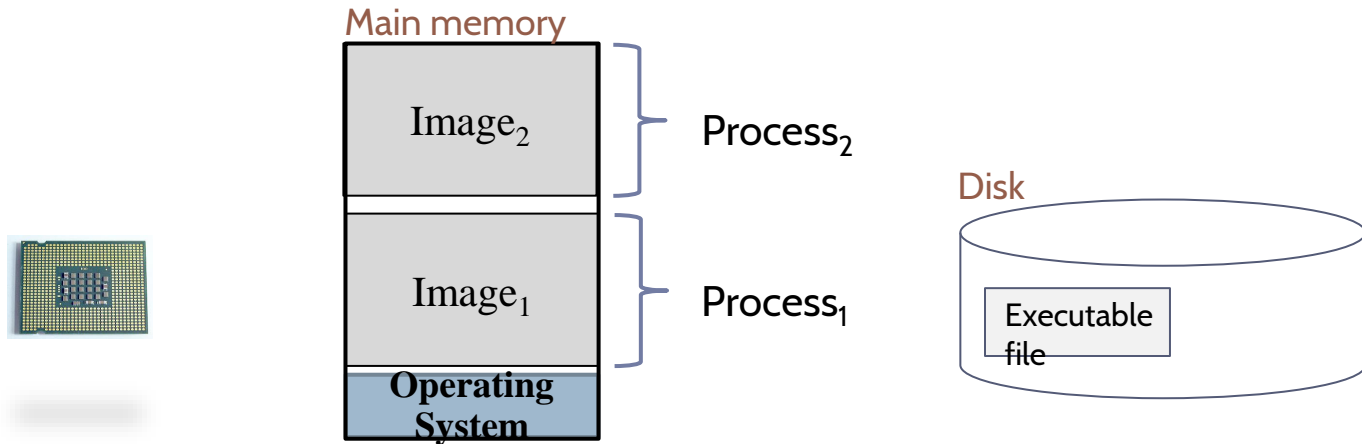 Main memory
Image₂
Process₂
Disk
Image₁
Process₁
Executable
file
Operating
System